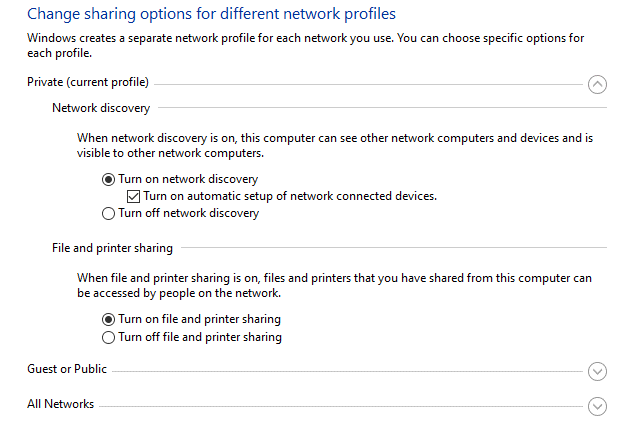 Change sharing options for different network profiles
Windows creates a separate network profile for each network you use. You can choose specific options for
each profile.
Private (current profile)
Network discovery
When network discovery is on, this computer can see other network computers and devices and is
visible to other network computers.
Turn on network discovery
Turn on automatic setup of network connected devices.
Turn off network discovery
File and printer sharing
When file and printer sharing is on, files and printers that you have shared from this computer can
be accessed by people on the network.
Turn on file and printer sharing
Turn off file and printer sharing
Guest or Public
All Networks